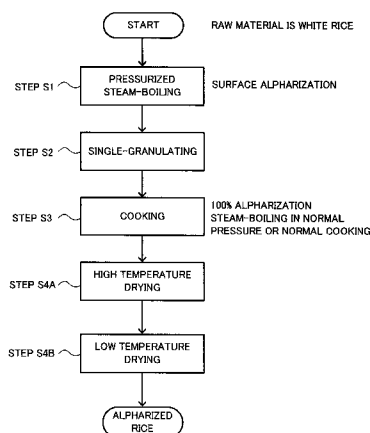 START
RAW MATERIAL IS WHITE RICE
STEP S1
PRESSURIZED
STEAM-BOILING
SURFACE ALPHARIZATION
STEP S2
SINGLE-GRANULATING
STEP S3
COOKING
100% ALPHARIZATION
STEAM-BOILING IN NORMAL
PRESSURE OR NORMAL COOKING
STEP S4A
HIGH TEMPERATURE
DRYING
STEP S4B
LOW TEMPERATURE
DRYING
ALPHARIZED
RICE